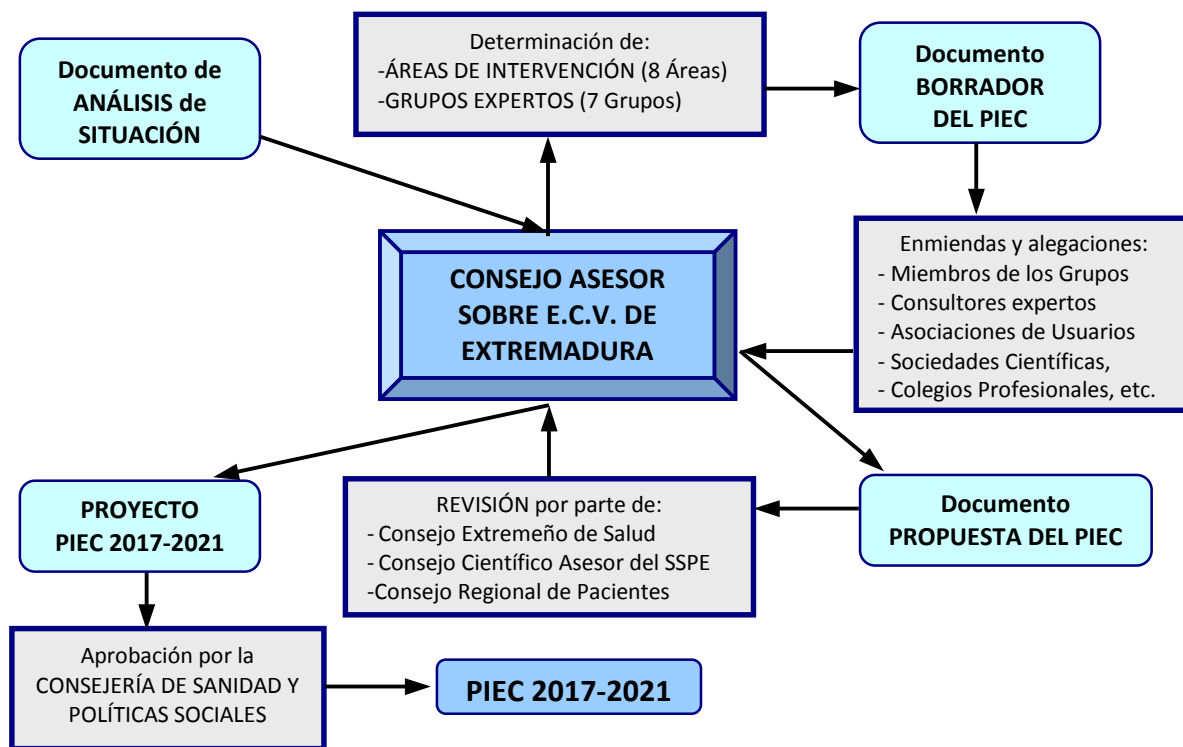 Documento de
ANÁLISIS de
SITUACIÓN
Determinación de:
-ÁREAS DE INTERVENCIÓN (8 Áreas)
-GRUPOS EXPERTOS (7 Grupos)
Documento
BORRADOR
DEL PIEC
Enmiendas y alegaciones:
- Miembros de los Grupos
- Consultores expertos
- Asociaciones de Usuarios
- Sociedades Científicas,
- Colegios Profesionales, etc.
CONSEJO ASESOR
SOBRE E.C.V. DE
EXTREMADURA
Documento
PROPUESTA DEL PIEC
REVISIÓN por parte de:
- Consejo Extremeño de Salud
- Consejo Científico Asesor del SSPE
-Consejo Regional de Pacientes
PROYECTO
PIEC 2017-2021
Aprobación por la
CONSEJERÍA DE SANIDAD Y
POLÍTICAS SOCIALES
PIEC 2017-2021